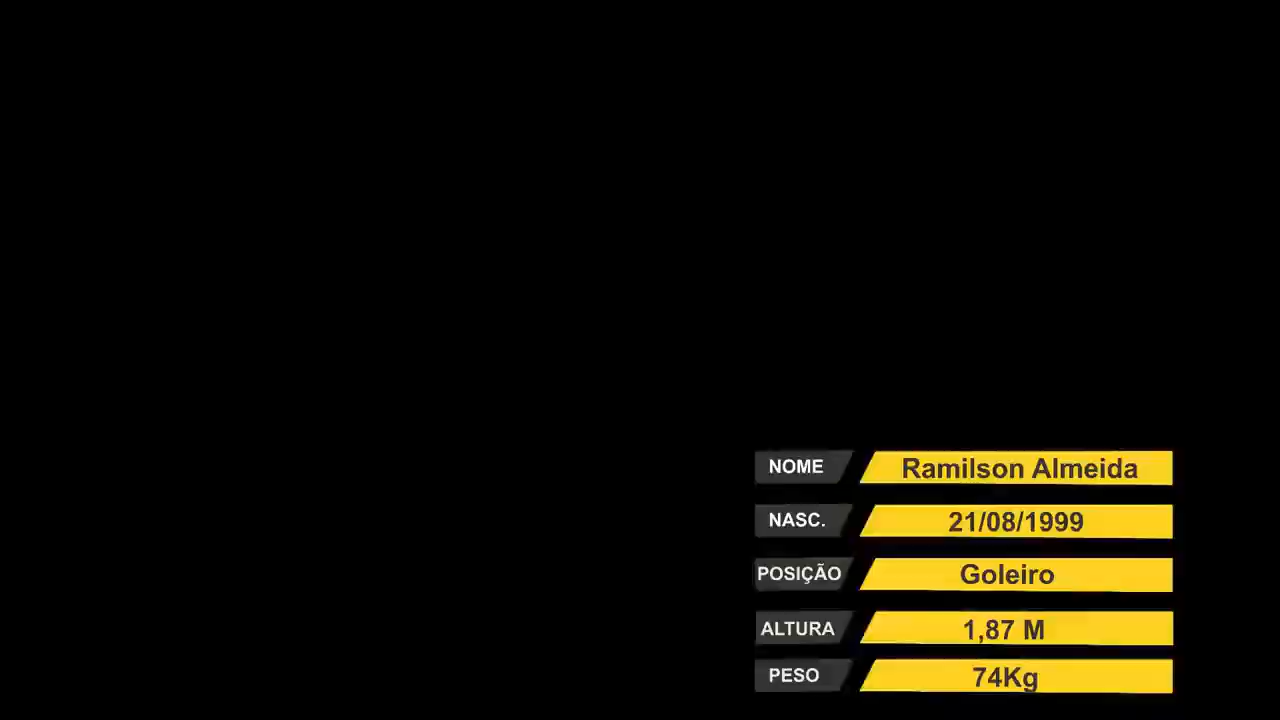 NOME Ramilson Almeida
NASC. 21/08/1999
POSIÇÃO Goleiro
ALTURA 1,87 M
PESO 74Kg